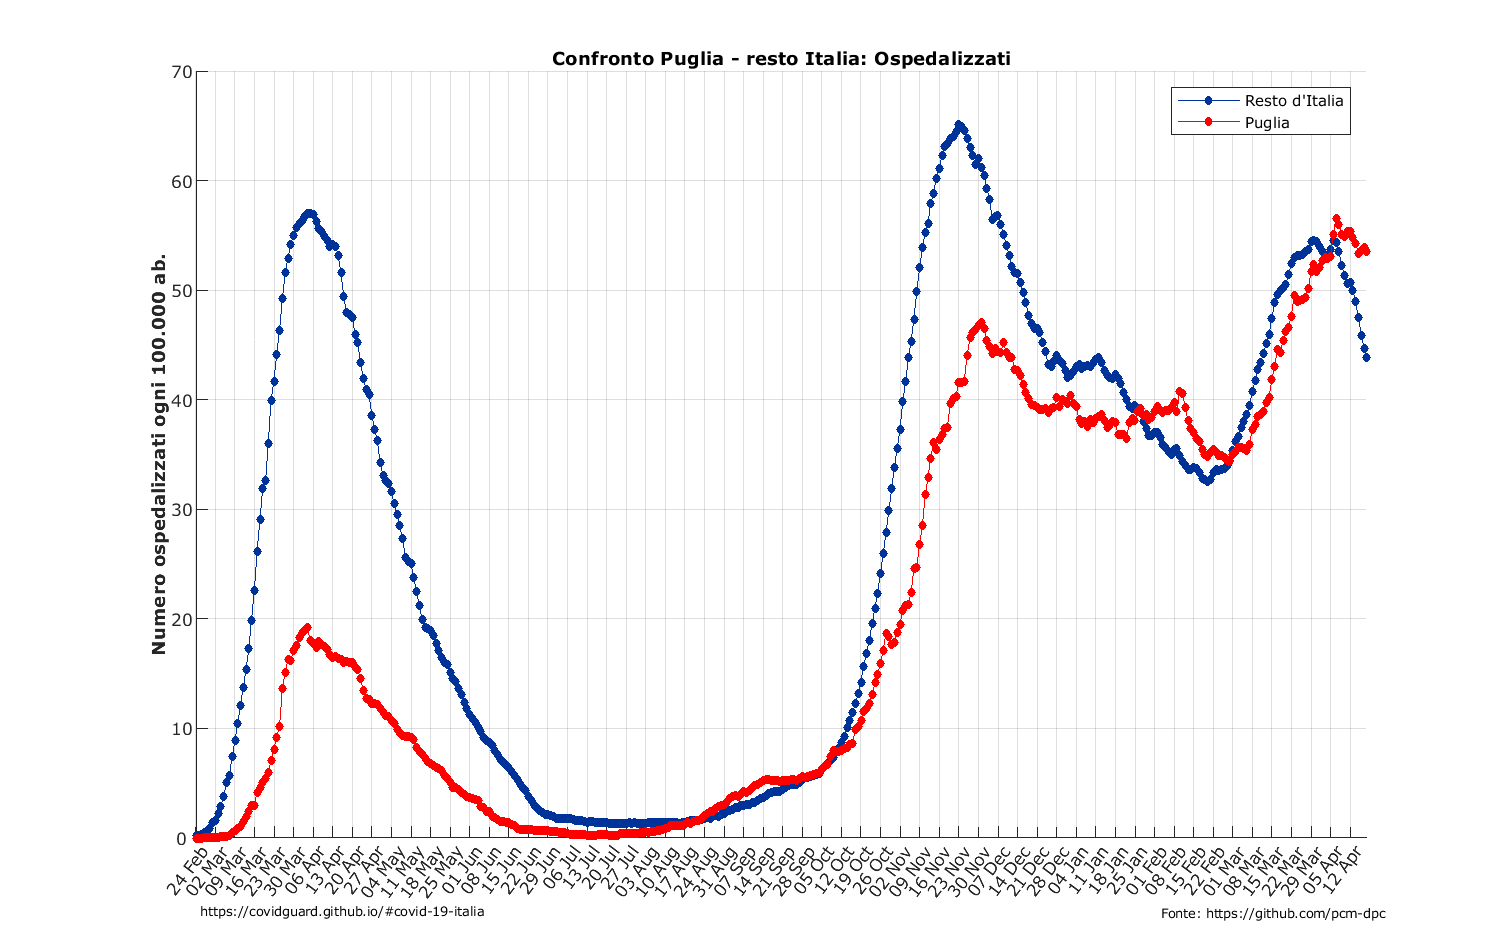 Confronto Puglia - resto Italia: Ospedalizzati
Numero ospedalizzati ogni 100.000 ab.
70
60
50
40
30
20
10
0
Resto d'Italia
Puglia
24 Feb
02 Mar
09 Mar
16 Mar
23 Mar
30 Mar
06 Apr
13 Apr
20 Apr
27 Apr
04 May
11 May
18 May
25 May
01 Jun
08 Jun
15 Jun
22 Jun
29 Jun
06 Jul
13 Jul
20 Jul
27 Jul
03 Aug
10 Aug
17 Aug
24 Aug
31 Aug
07 Sep
14 Sep
21 Sep
28 Sep
05 Oct
12 Oct
19 Oct
26 Oct
02 Nov
09 Nov
16 Nov
23 Nov
30 Nov
07 Dec
14 Dec
21 Dec
28 Dec
04 Jan
11 Jan
18 Jan
25 Jan
01 Feb
08 Feb
15 Feb
22 Feb
01 Mar
08 Mar
15 Mar
22 Mar
29 Mar
05 Apr
12 Apr
https://covidguard.github.io/#covid-19-italia
Fonte: https://github.com/pcm-dpc